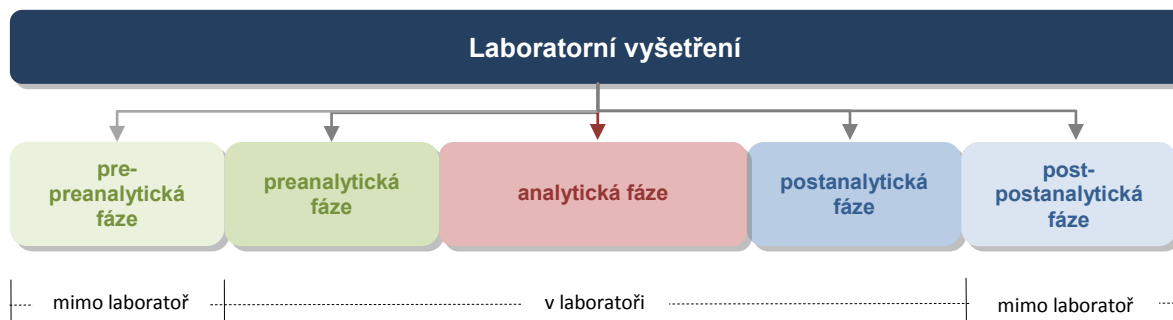 Laboratorní vyšetření
pre-
preanalytická
fáze
preanalytická
fáze
analytická fáze
postanalytická
fáze
post-
postanalytická
fáze
mimo laboratoř
v laboratoři
mimo laboratoř